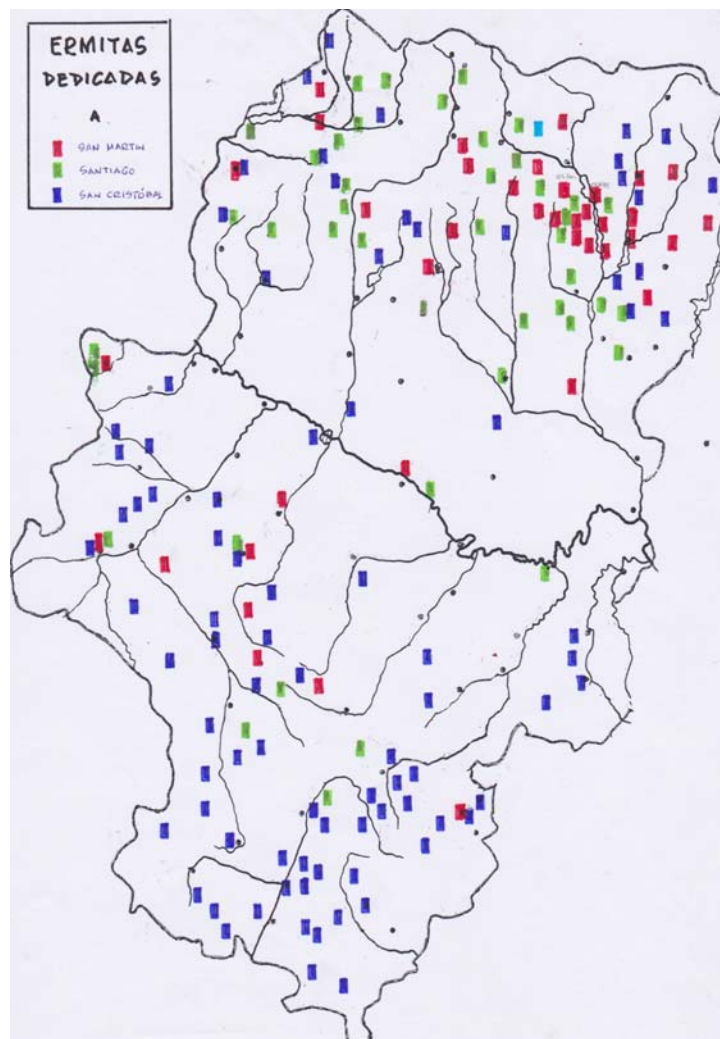 ERMITAS
DEDICADAS
A
SAN MARTIN
SANTIAGO
SAN CRISTÓBAL